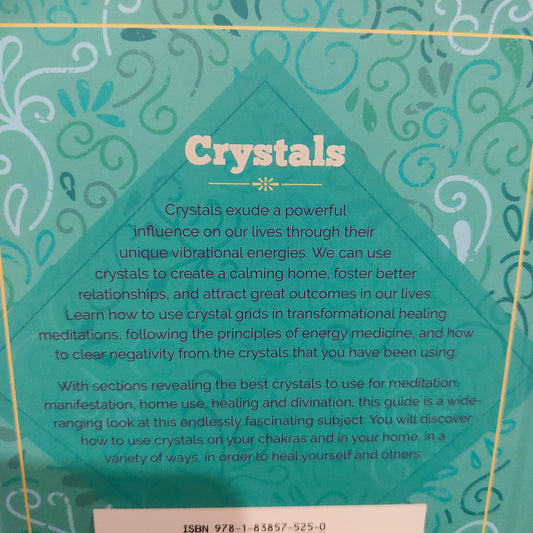 Crystals
Crystals exude a powerful
influence on our lives through their
unique vibrational energies. We can use
crystals to create a calming home, foster better
relationships, and attract great outcomes in our lives.
Learn how to use crystal grids in transformational healing
meditations, following the principles of energy medicine, and how
to clear negativity from the crystals that you have been using.
With sections revealing the best crystals to use for meditation,
manifestation, home use, healing and divination, this guide is a wide-
ranging look at this endlessly fascinating subject. You will discover
how to use crystals on your chakras and in your home, in a
variety of ways, in order to heal yourself and others.
ISBN 978-1-83857-525-0